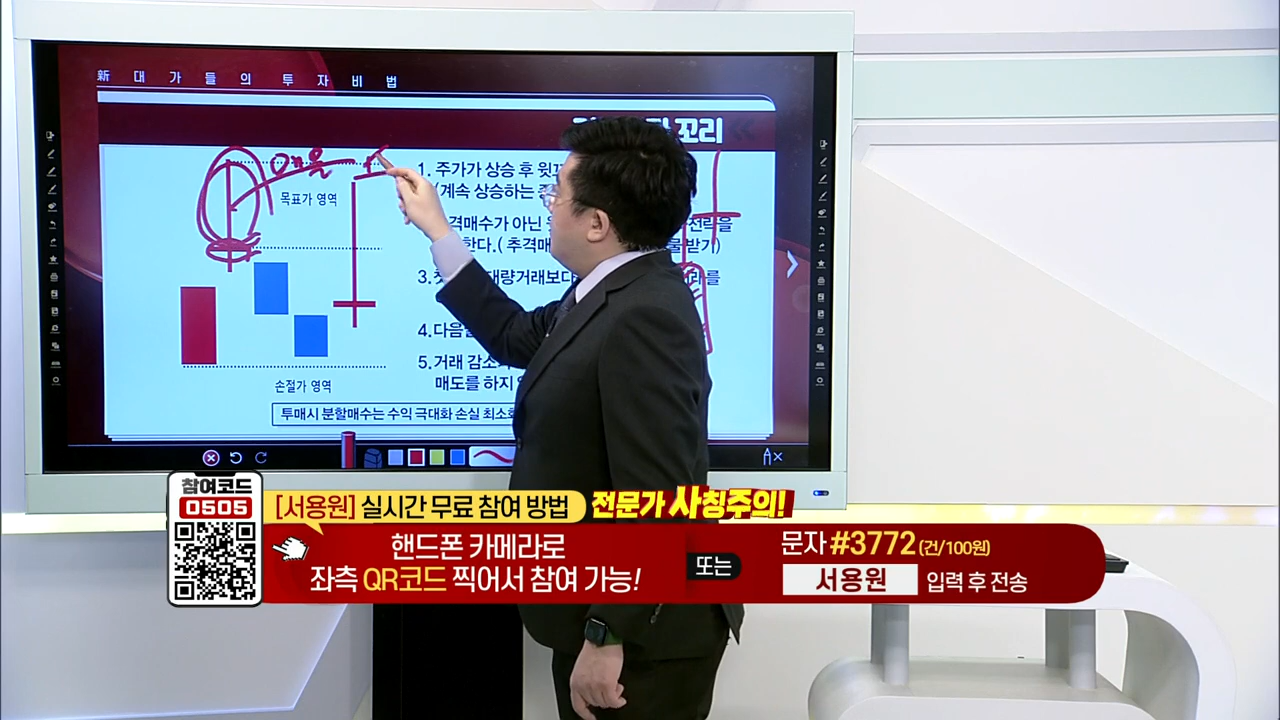 新 대 가 들 의 투 자 비 법
꼬리
목표가 영역
손절가 영역
1. 주가가 상승 후
(계속 상승하는
격매수가 아닌
전략을
한다.( 추격매
물 받기)
3.
대량거래보다
를
4.다음
5.거래 감소
매도를 하지
투매시 분할매수는 수익 극대화 손실 최소
참여코드
0505
[서용원] 실시간 무료 참여 방법
전문가 사칭주의!
핸드폰 카메라로
좌측 QR코드 찍어서 참여 가능!
또는
문자 #3772 (건/100원)
서용원 입력 후 전송